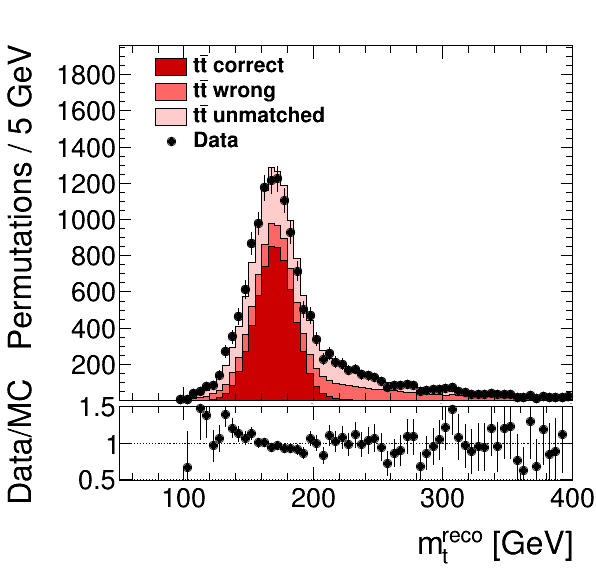 tt̄ correct
tt̄ wrong
tt̄ unmatched
Data
Permutations / 5 GeV
1800
1600
1400
1200
1000
800
600
400
200
Data/MC
1.5
1
0.5
100 200 300 400
m_t^reco [GeV]